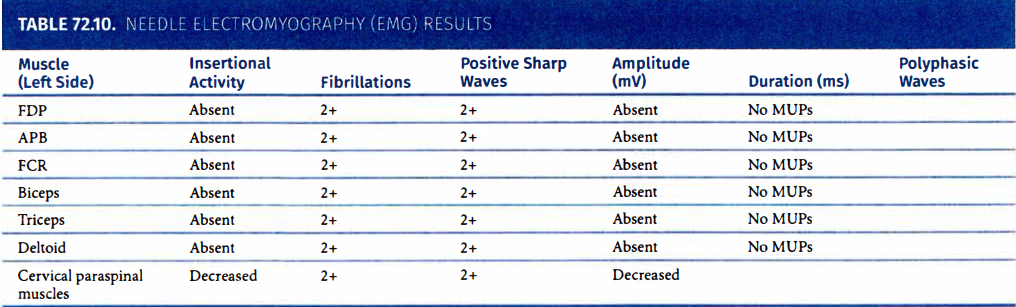 TABLE 72.10. NEEDLE ELECTROMYOGRAPHY (EMG) RESULTS
Muscle (Left Side) Insertional Activity Fibrillations Positive Sharp Waves Amplitude (mV) Duration (ms) Polyphasic Waves
FDP Absent 2+ 2+ Absent No MUPs
APB Absent 2+ 2+ Absent No MUPs
FCR Absent 2+ 2+ Absent No MUPs
Biceps Absent 2+ 2+ Absent No MUPs
Triceps Absent 2+ 2+ Absent No MUPs
Deltoid Absent 2+ 2+ Absent No MUPs
Cervical paraspinal muscles Decreased 2+ 2+ Decreased